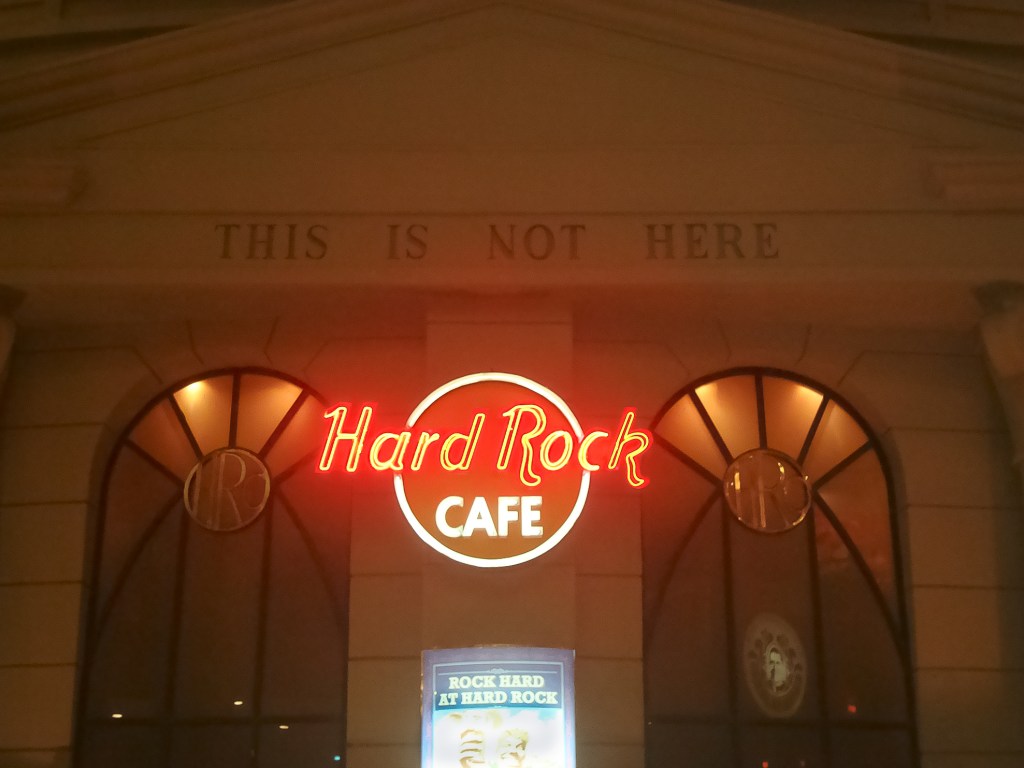 THIS IS NOT HERE
Hard Rock
CAFE
ROCK HARD
AT HARD ROCK